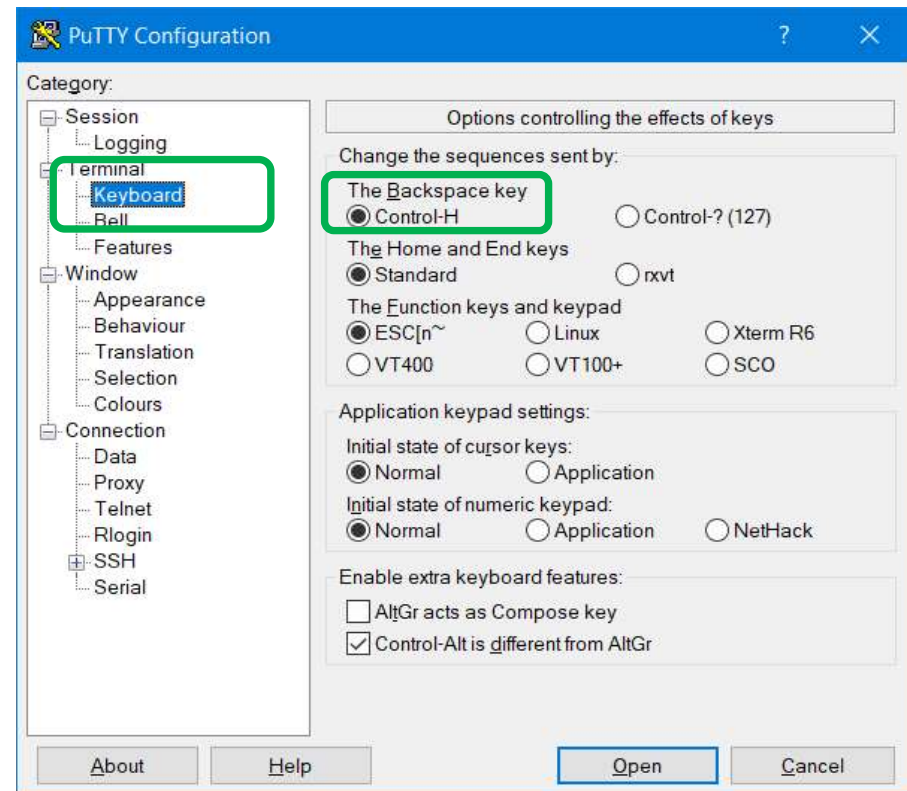 PuTTY Configuration ? ×
Category:
Session
Logging
Terminal
Keyboard
Bell
Features
Window
Appearance
Behaviour
Translation
Selection
Colours
Connection
Data
Proxy
Telnet
Rlogin
SSH
Serial
Options controlling the effects of keys
Change the sequences sent by:
The Backspace key
Control-H Control-? (127)
The Home and End keys
Standard rxvt
The Function keys and keypad
ESC[n~ Linux Xterm R6
VT400 VT100+ SCO
Application keypad settings:
Initial state of cursor keys:
Normal Application
Initial state of numeric keypad:
Normal Application NetHack
Enable extra keyboard features:
AltGr acts as Compose key
Control-Alt is different from AltGr
About Help Open Cancel